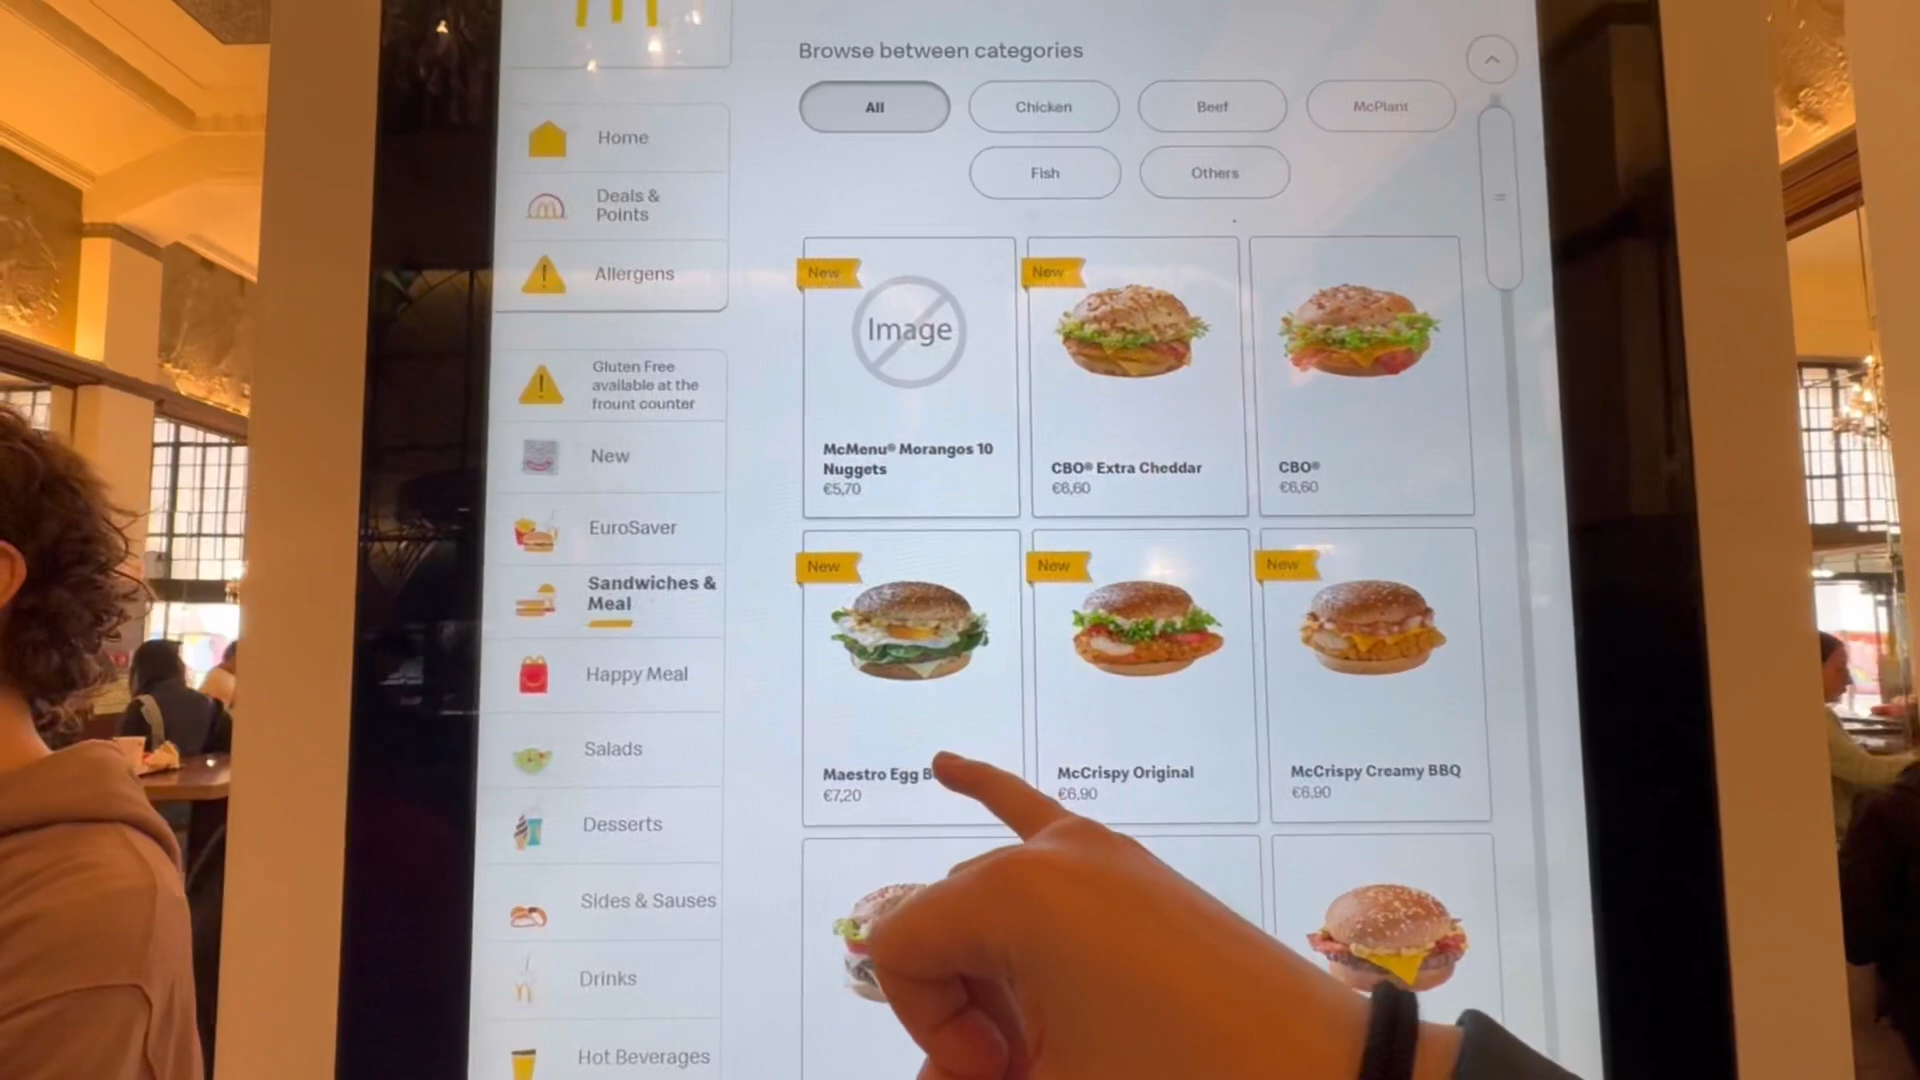 Browse between categories
All
Chicken
Beef
McPlant
Fish
Others
Home
Deals &
Points
Allergens
Gluten Free
available at the
frount counter
New
EuroSaver
Sandwiches &
Meal
Happy Meal
Salads
Desserts
Sides & Sauses
Drinks
Hot Beverages
New
Image
McMenu® Morangos 10
Nuggets
€5,70
New
CBO® Extra Cheddar
€6,60
CBO®
€6,60
New
Maestro Egg B
€7,20
New
McCrispy Original
€6,90
New
McCrispy Creamy BBQ
€6,90